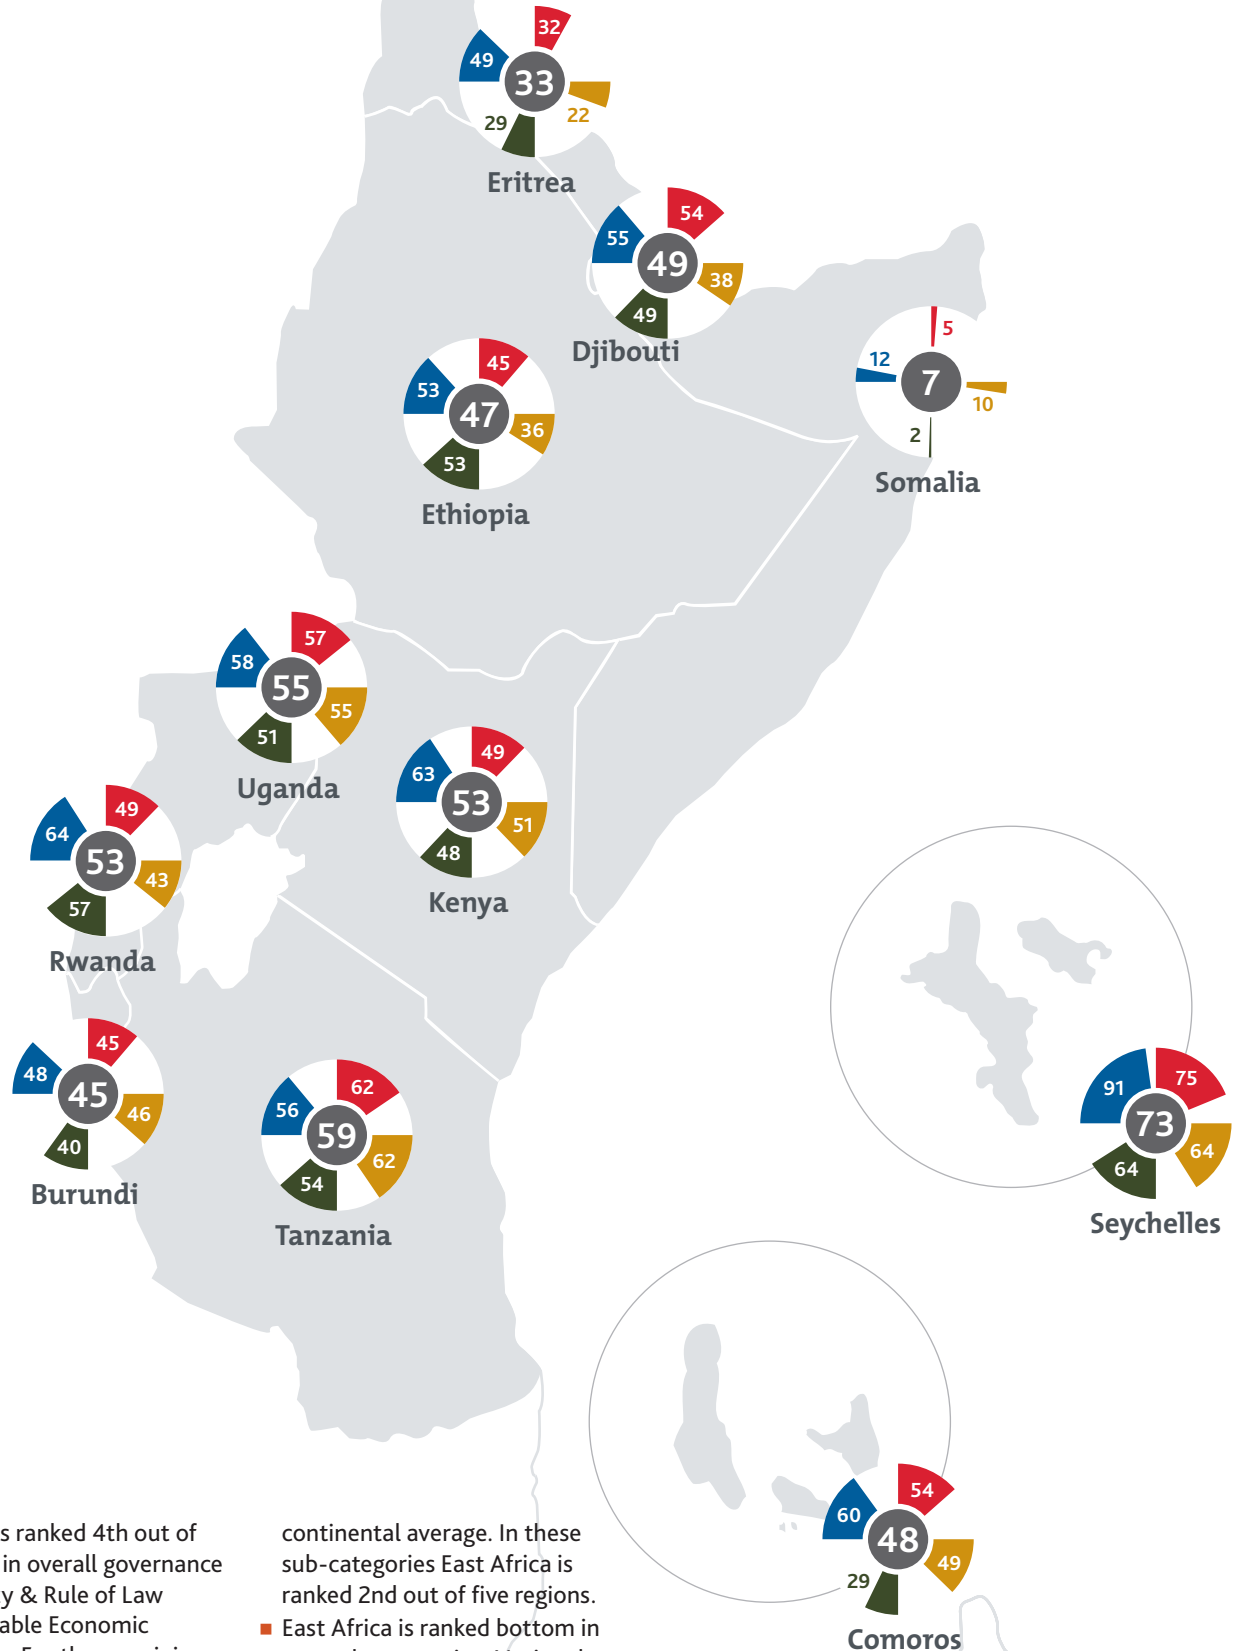 32
49
33
29
22
Eritrea
54
55
49
38
49
Djibouti
5
12
7
10
2
Somalia
45
53
47
36
53
Ethiopia
57
58
55
55
51
Uganda
49
63
53
51
48
Kenya
49
64
53
43
57
Rwanda
45
48
45
46
40
Burundi
62
56
59
62
54
Tanzania
75
91
73
64
64
Seychelles
54
60
48
49
29
Comoros
s ranked 4th out of
in overall governance
y & Rule of Law
able Economic
continental average. In these
sub-categories East Africa is
ranked 2nd out of five regions.
East Africa is ranked bottom in